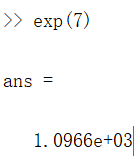 >> exp(7)
ans =
1.0966e+03